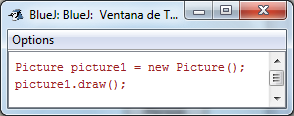 BlueJ: BlueJ:  Ventana de T...
Options
Picture picture1 = new Picture();
picture1.draw();